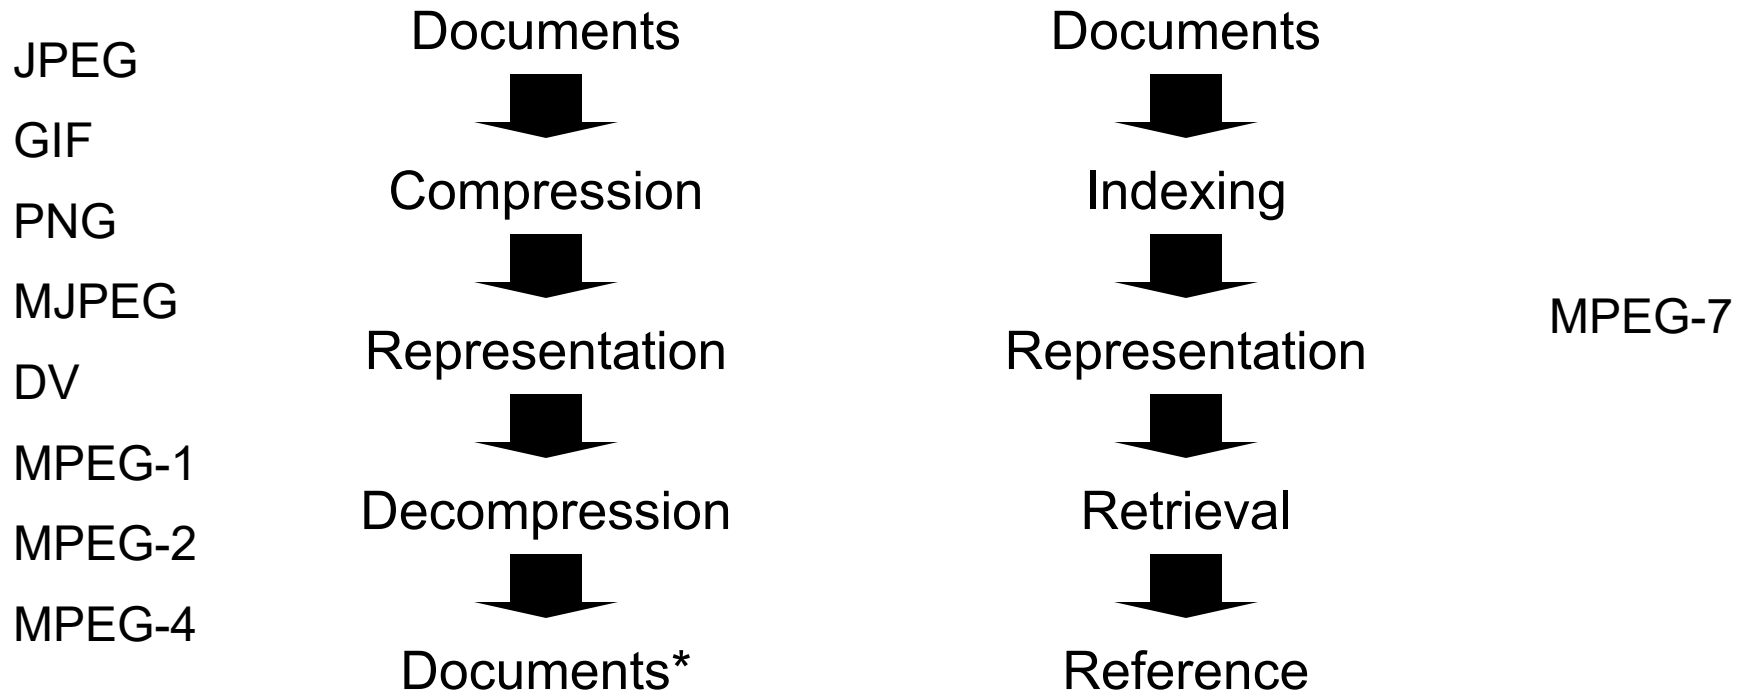 JPEG
GIF
PNG
MJPEG
DV
MPEG-1
MPEG-2
MPEG-4
Documents
Compression
Representation
Decompression
Documents*
Documents
Indexing
Representation
Retrieval
Reference
MPEG-7